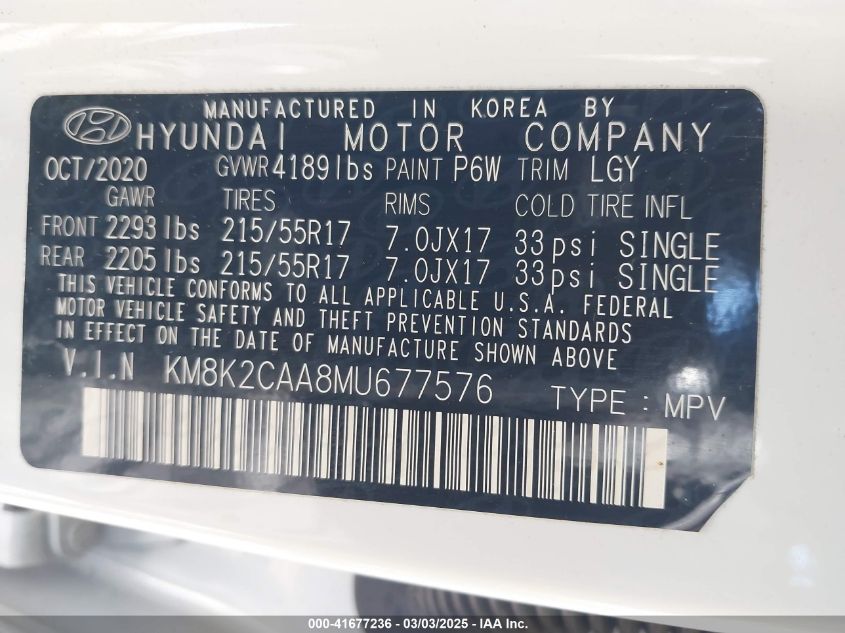 MANUFACTURED IN KOREA BY
HYUNDAI MOTOR COMPANY
OCT/2020 GVWR 4189lbs PAINT P6W TRIM LGY
GAWR TIRES RIMS COLD TIRE INFL
FRONT 2293 lbs 215/55R17 7.0JX17 33psi SINGLE
REAR 2205 lbs 215/55R17 7.0JX17 33psi SINGLE
THIS VEHICLE CONFORMS TO ALL APPLICABLE U.S.A. FEDERAL
MOTOR VEHICLE SAFETY AND THEFT PREVENTION STANDARDS
IN EFFECT ON THE DATE OF MANUFACTURE SHOWN ABOVE.
V.I.N KM8K2CAA8MU677576 TYPE : MPV
000-41677236 - 03/03/2025 - IAA Inc.